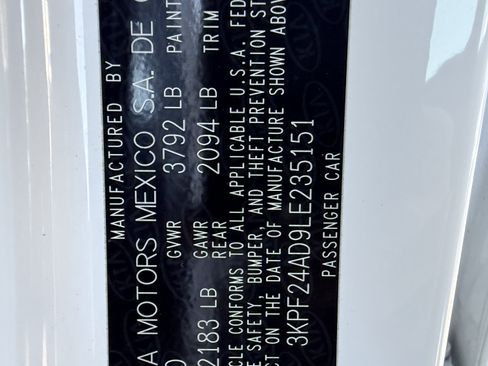 MANUFACTURED BY
A MOTORS MEXICO S.A. DE
GVWR 3792 LB PAINT
2183 LB GAWR REAR 2094 LB TRIM
CLE CONFORMS TO ALL APPLICABLE U.S.A. FED
E SAFETY, BUMPER, AND THEFT PREVENTION ST
CT ON THE DATE OF MANUFACTURE SHOWN ABOVE
3KPF24AD9LE235151
PASSENGER CAR